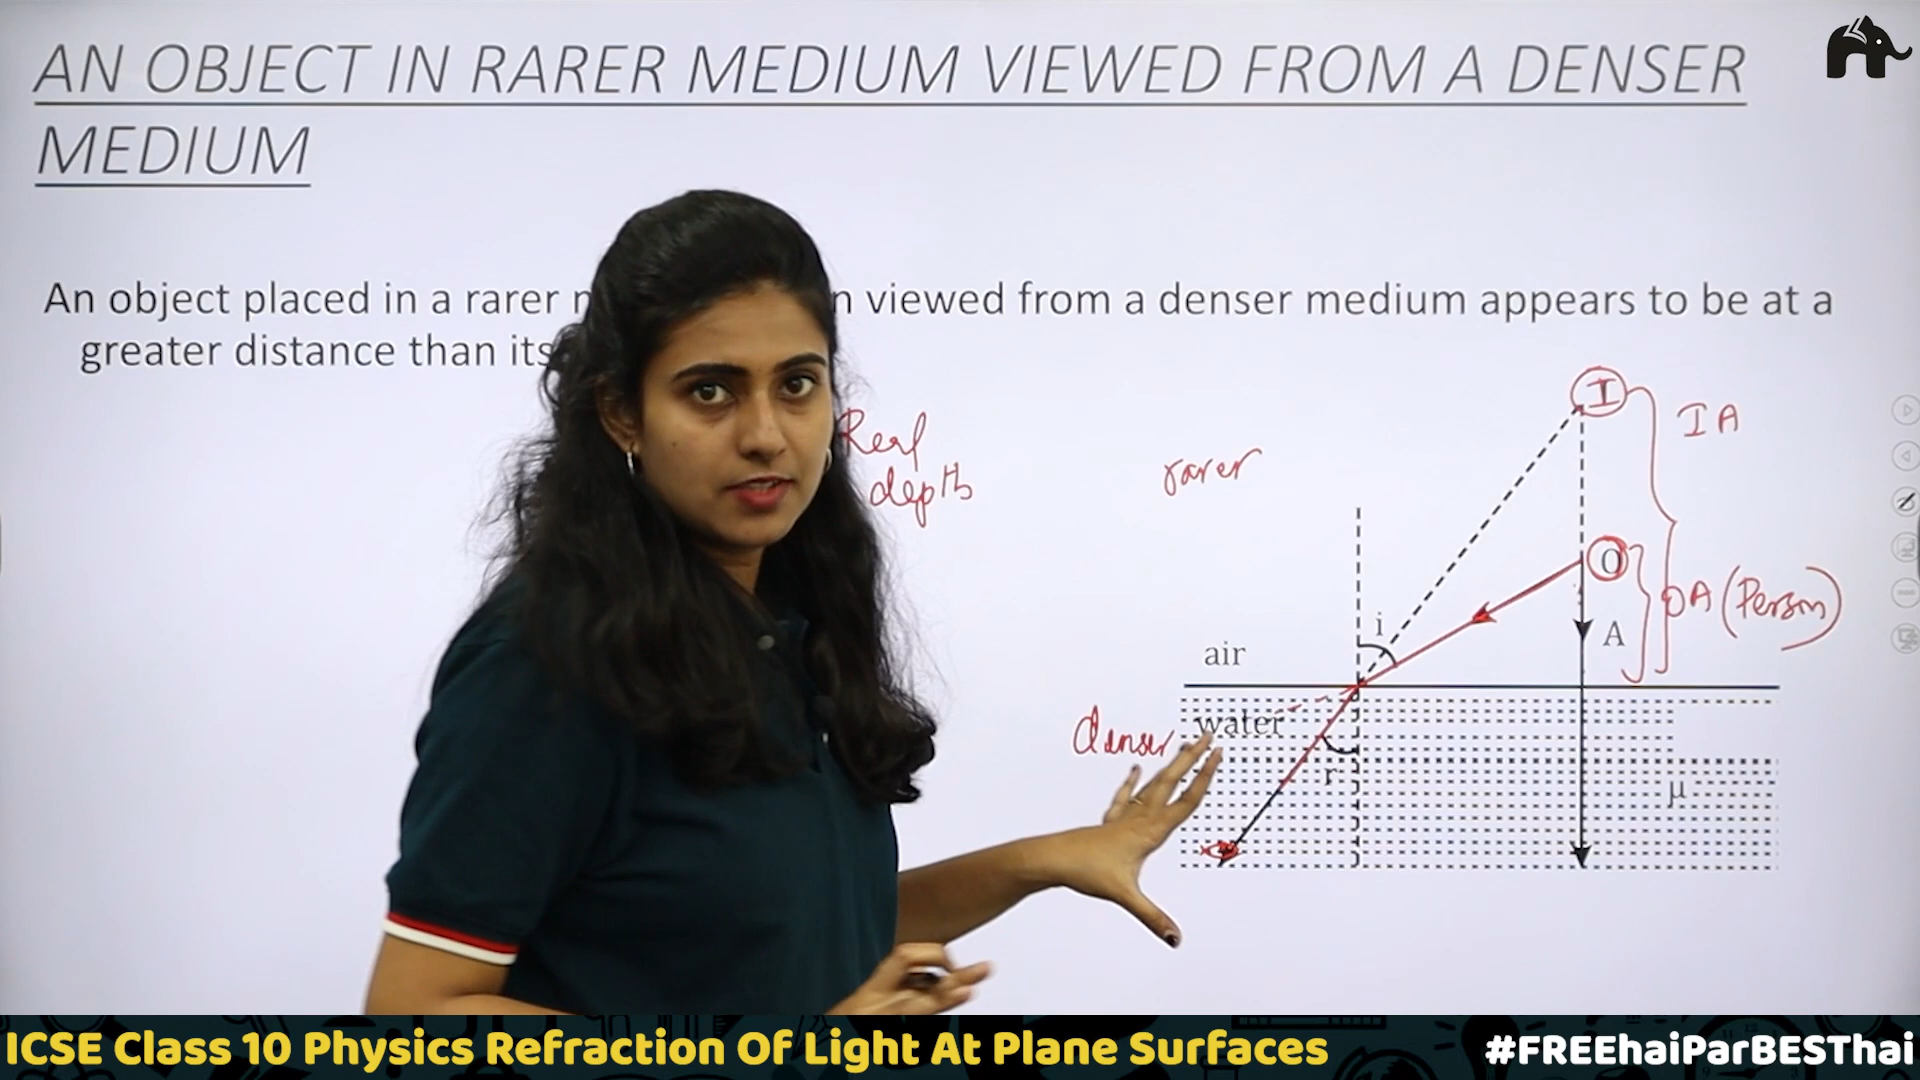 AN OBJECT IN RARER MEDIUM VIEWED FROM A DENSER
MEDIUM
An object placed in a rarer n viewed from a denser medium appears to be at a
greater distance than its
I
I A
Real
depth
rarer
O
OA (Person)
i
A
air
denser
water
r
μ
ICSE Class 10 Physics Refraction Of Light At Plane Surfaces
#FREEhaiParBESThai